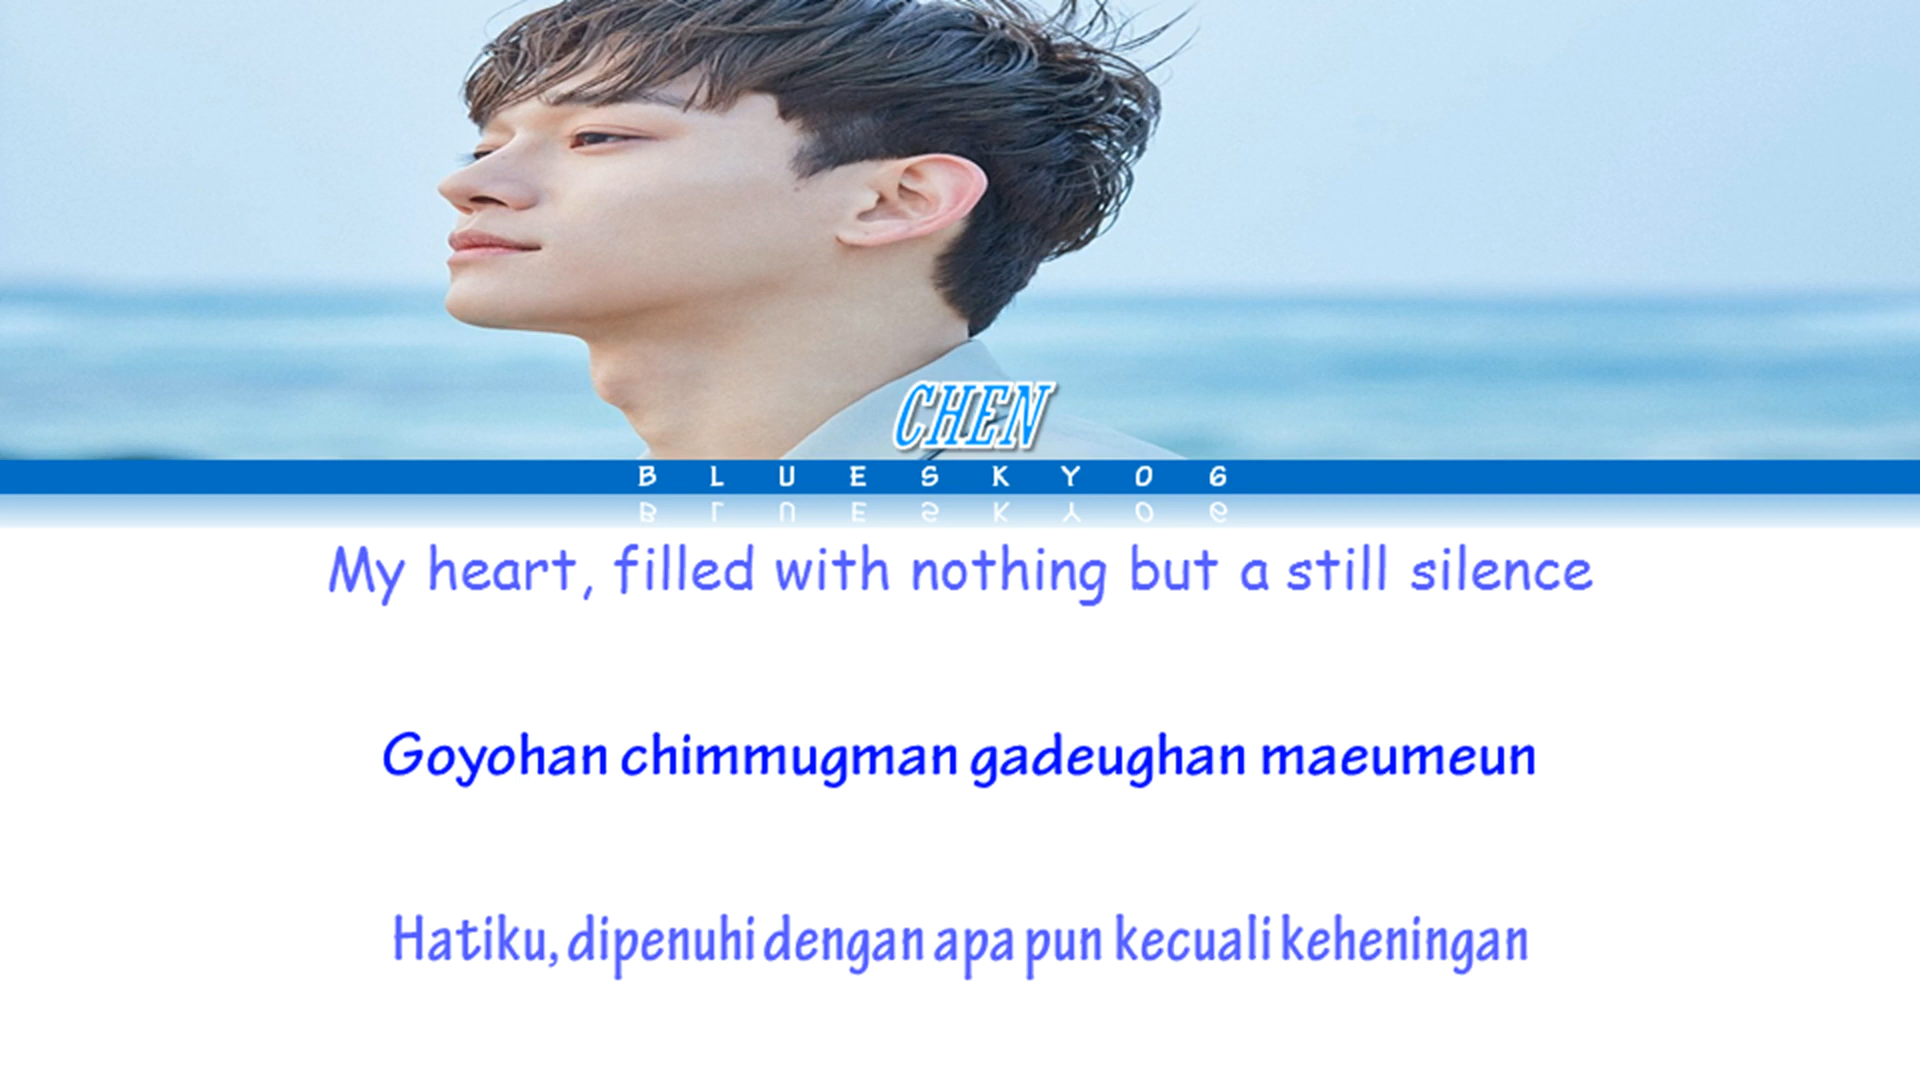 CHEN
BLUESKY06
My heart, filled with nothing but a still silence
Goyohan chimmugman gadeughan maeumeun
Hatiku, dipenuhi dengan apa pun kecuali keheningan